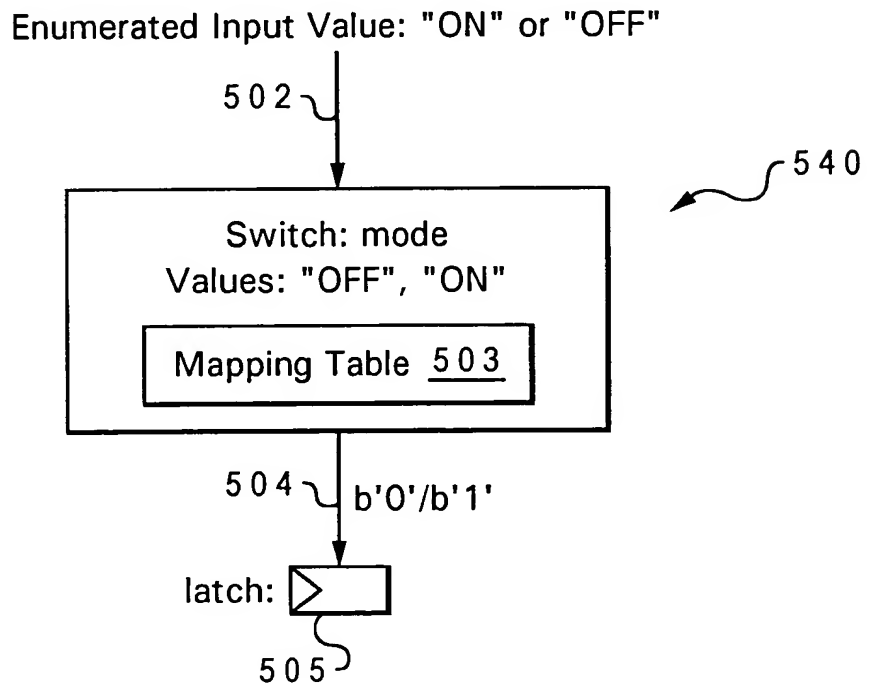 Enumerated Input Value: "ON" or "OFF"
502
540
Switch: mode
Values: "OFF", "ON"
Mapping Table 503
504
b'0'/b'1'
latch:
505